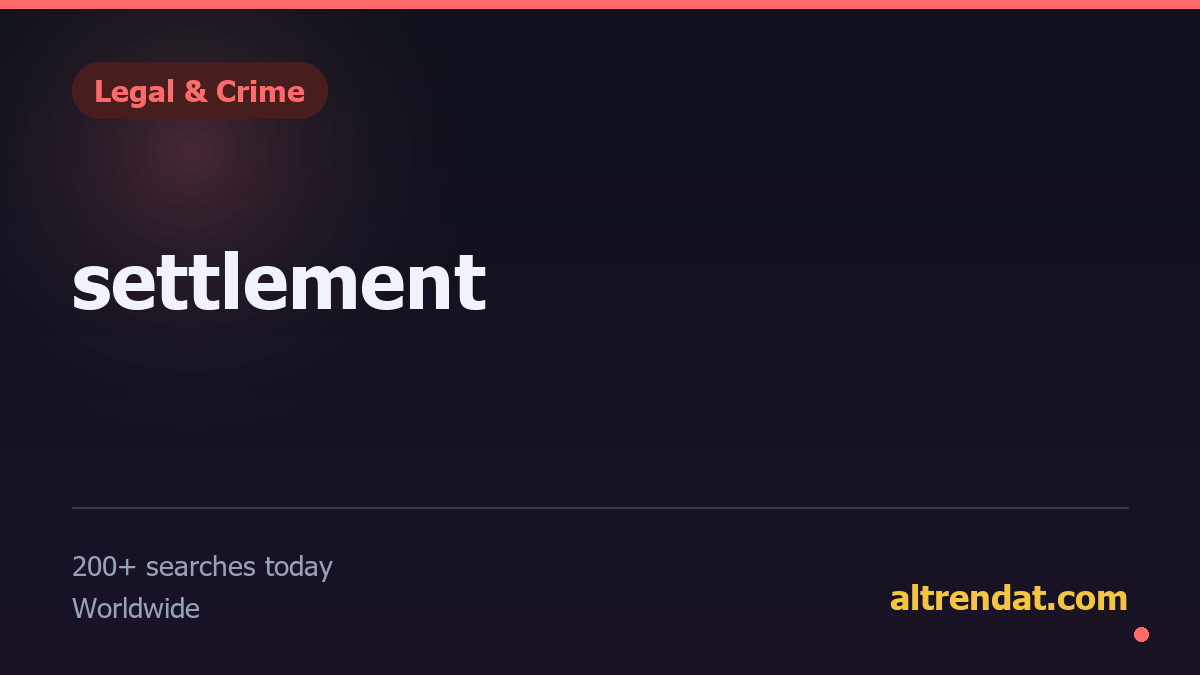 Legal & Crime
settlement
200+ searches today
Worldwide
altrendat.com